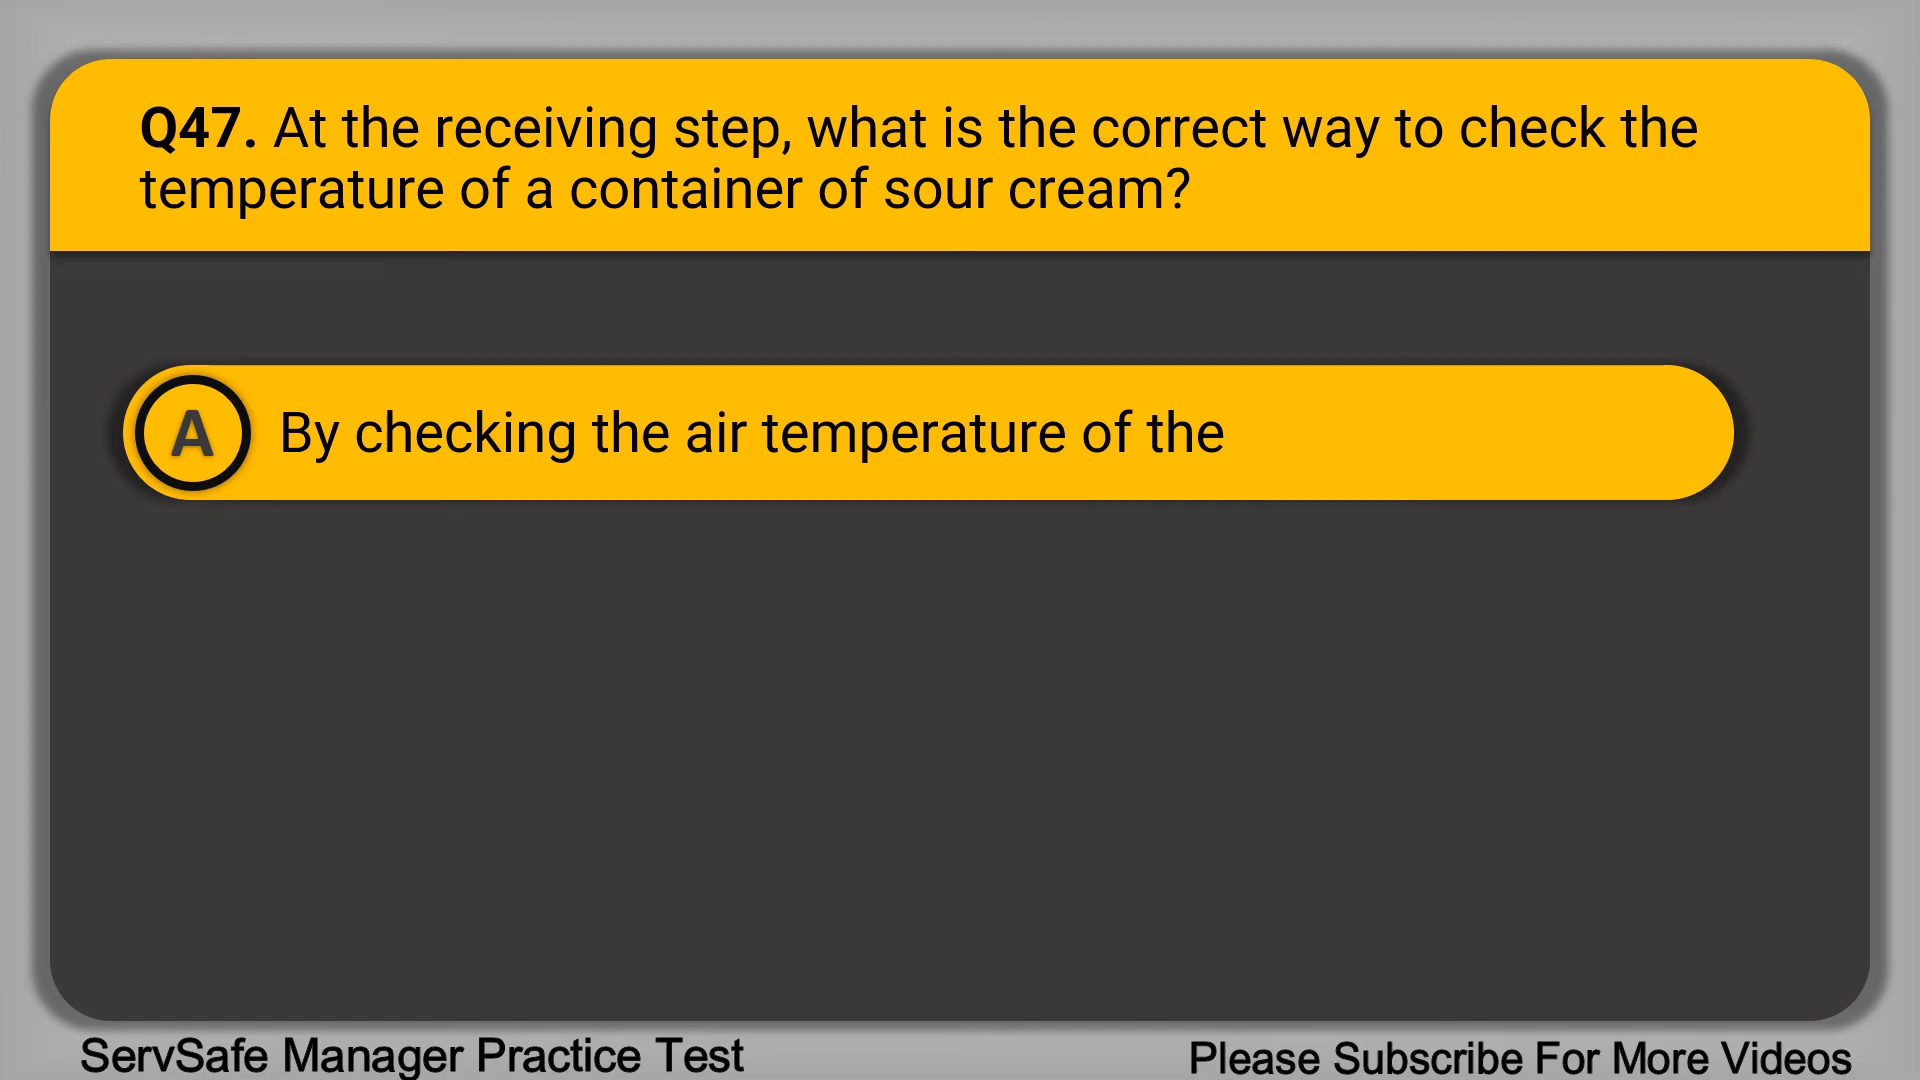 Q47. At the receiving step, what is the correct way to check the
temperature of a container of sour cream?
A By checking the air temperature of the
ServSafe Manager Practice Test
Please Subscribe For More Videos